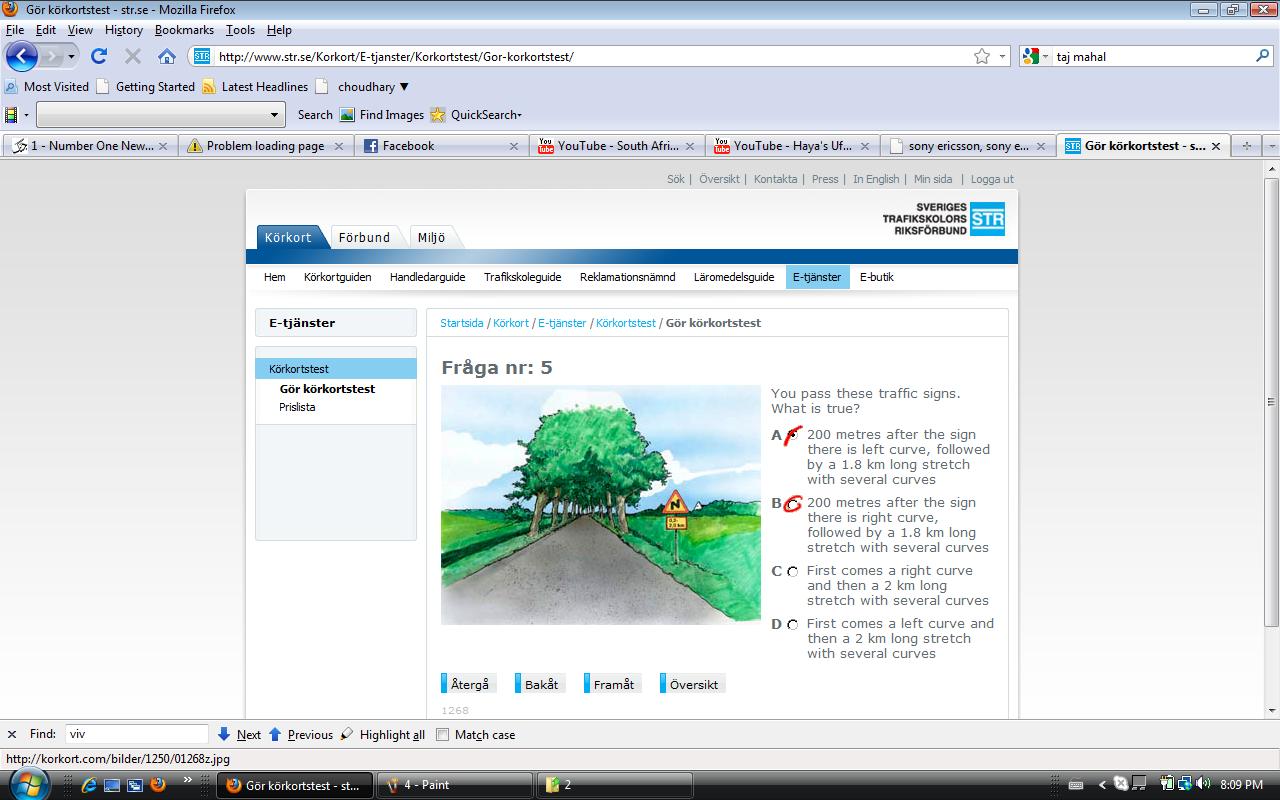 Gör körkortstest - str.se - Mozilla Firefox
File Edit View History Bookmarks Tools Help
STR http://www.str.se/Korkort/E-tjanster/Korkortstest/Gor-korkortstest/ taj mahal
Most Visited Getting Started Latest Headlines choudhary
Search Find Images QuickSearch
1 - Number One New... Problem loading page Facebook YouTube - South Afri... YouTube - Haya's Uf... sony ericsson, sony e... Gör körkortstest - s...
Sök | Översikt | Kontakta | Press | In English | Min sida | Logga ut
SVERIGES
TRAFIKSKOLORS STR
RIKSFÖRBUND
Körkort Förbund Miljö
Hem Körkortguiden Handledarguide Trafikskoleguide Reklamationsnämnd Läromedelsguide E-tjänster E-butik
E-tjänster
Körkortstest
Gör körkortstest
Prislista
Startsida / Körkort / E-tjänster / Körkortstest / Gör körkortstest
Fråga nr: 5
0,2-
2,0 km
You pass these traffic signs.
What is true?
A 200 metres after the sign
there is left curve, followed
by a 1.8 km long stretch
with several curves
B 200 metres after the sign
there is right curve,
followed by a 1.8 km long
stretch with several curves
C First comes a right curve
and then a 2 km long
stretch with several curves
D First comes a left curve and
then a 2 km long stretch
with several curves
Återgå Bakåt Framåt Översikt
1268
Find: viv Next Previous Highlight all Match case
http://korkort.com/bilder/1250/01268z.jpg
Gör körkortstest - st... 4 - Paint 2 8:09 PM